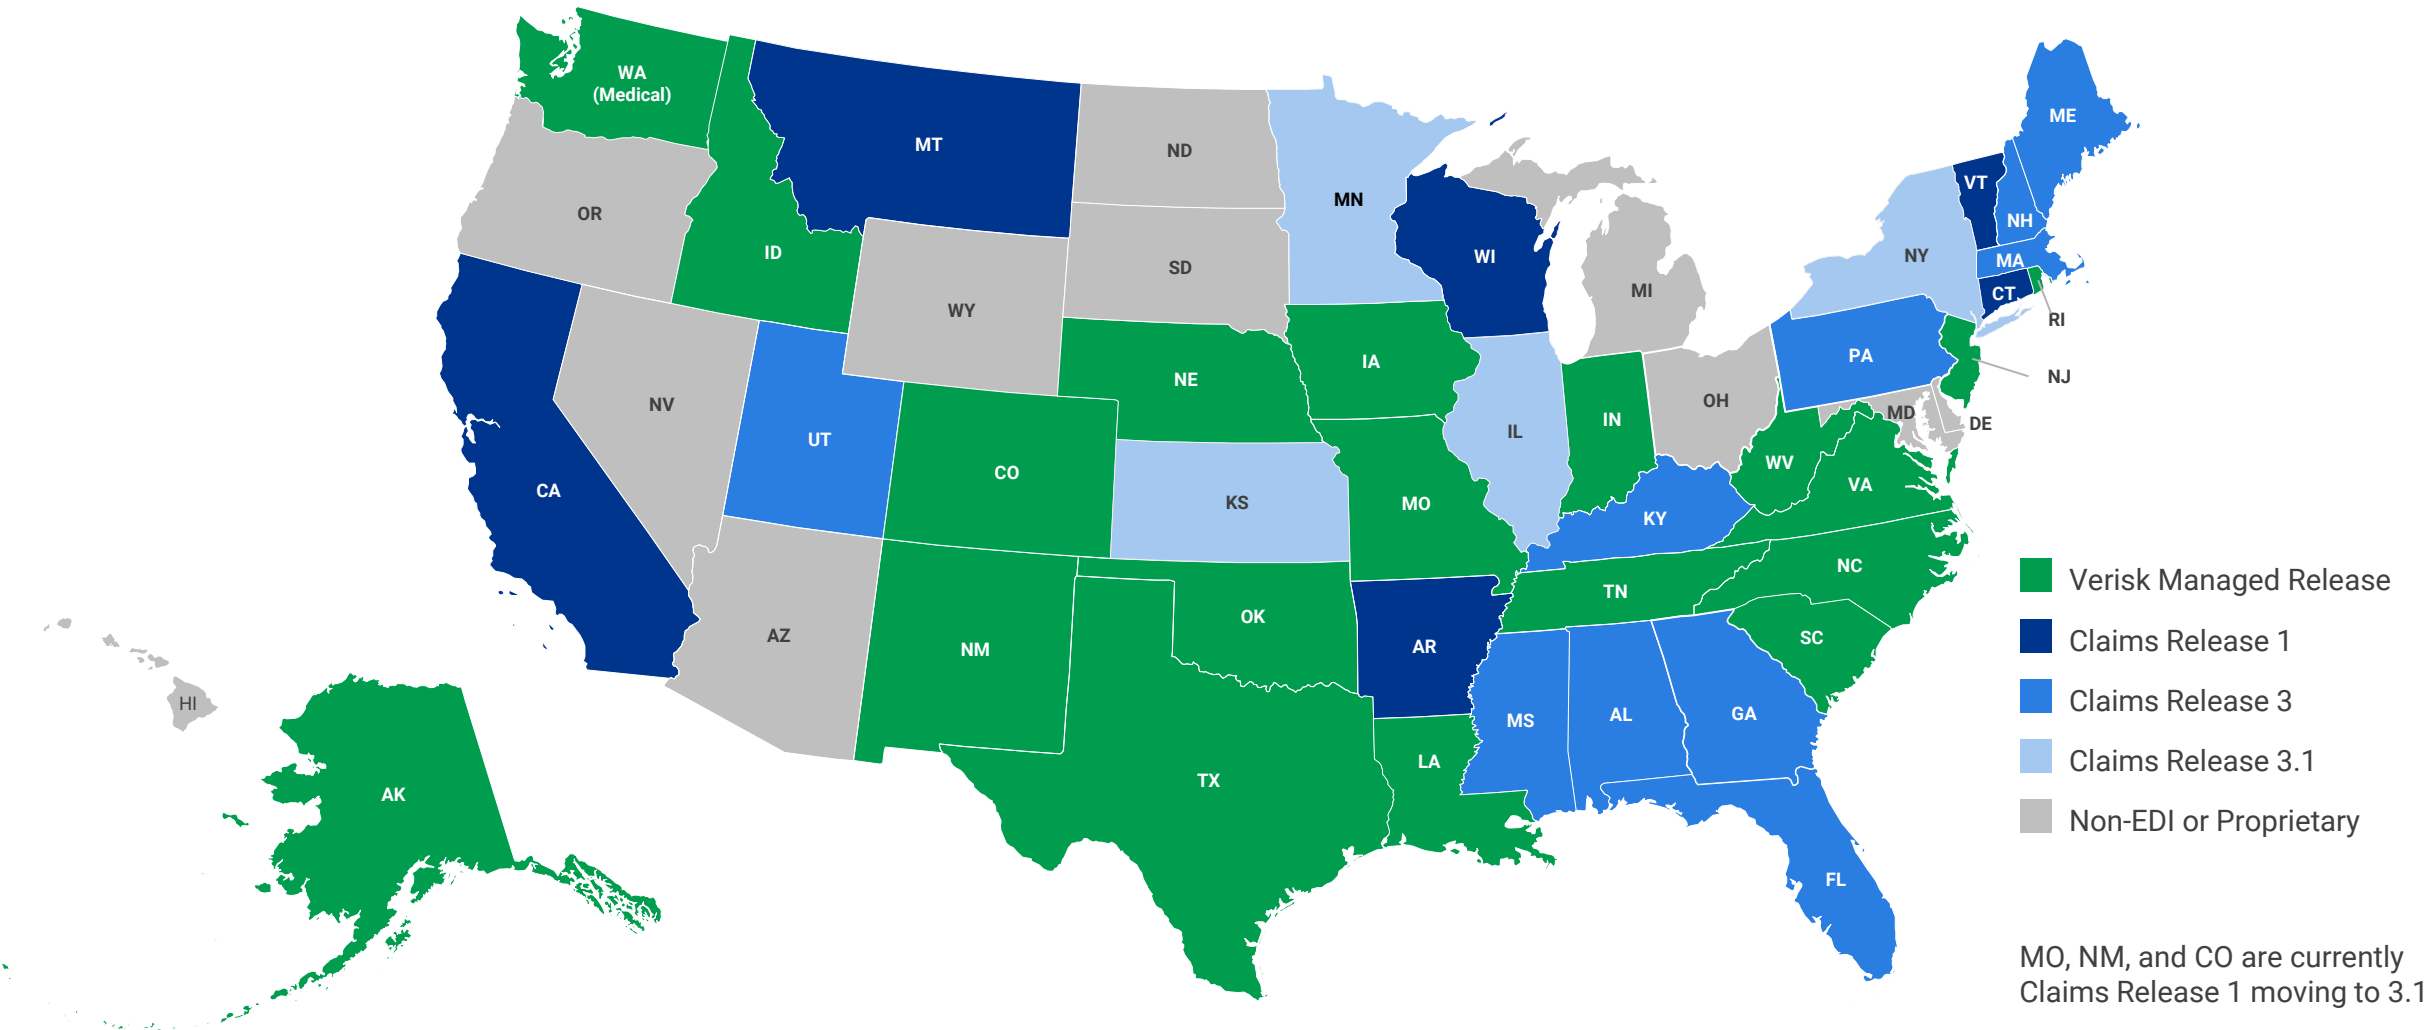 WA
(Medical)
MT
ND
MN
OR
ID
SD
WY
WI
MI
ME
VT
NH
NY
MA
CT
RI
NJ
PA
NV
UT
NE
IA
IL
IN
OH
MD
DE
WV
VA
CA
CO
KS
MO
KY
NC
TN
SC
AZ
NM
OK
AR
MS
AL
GA
LA
TX
FL
HI
AK
Verisk Managed Release
Claims Release 1
Claims Release 3
Claims Release 3.1
Non-EDI or Proprietary
MO, NM, and CO are currently
Claims Release 1 moving to 3.1